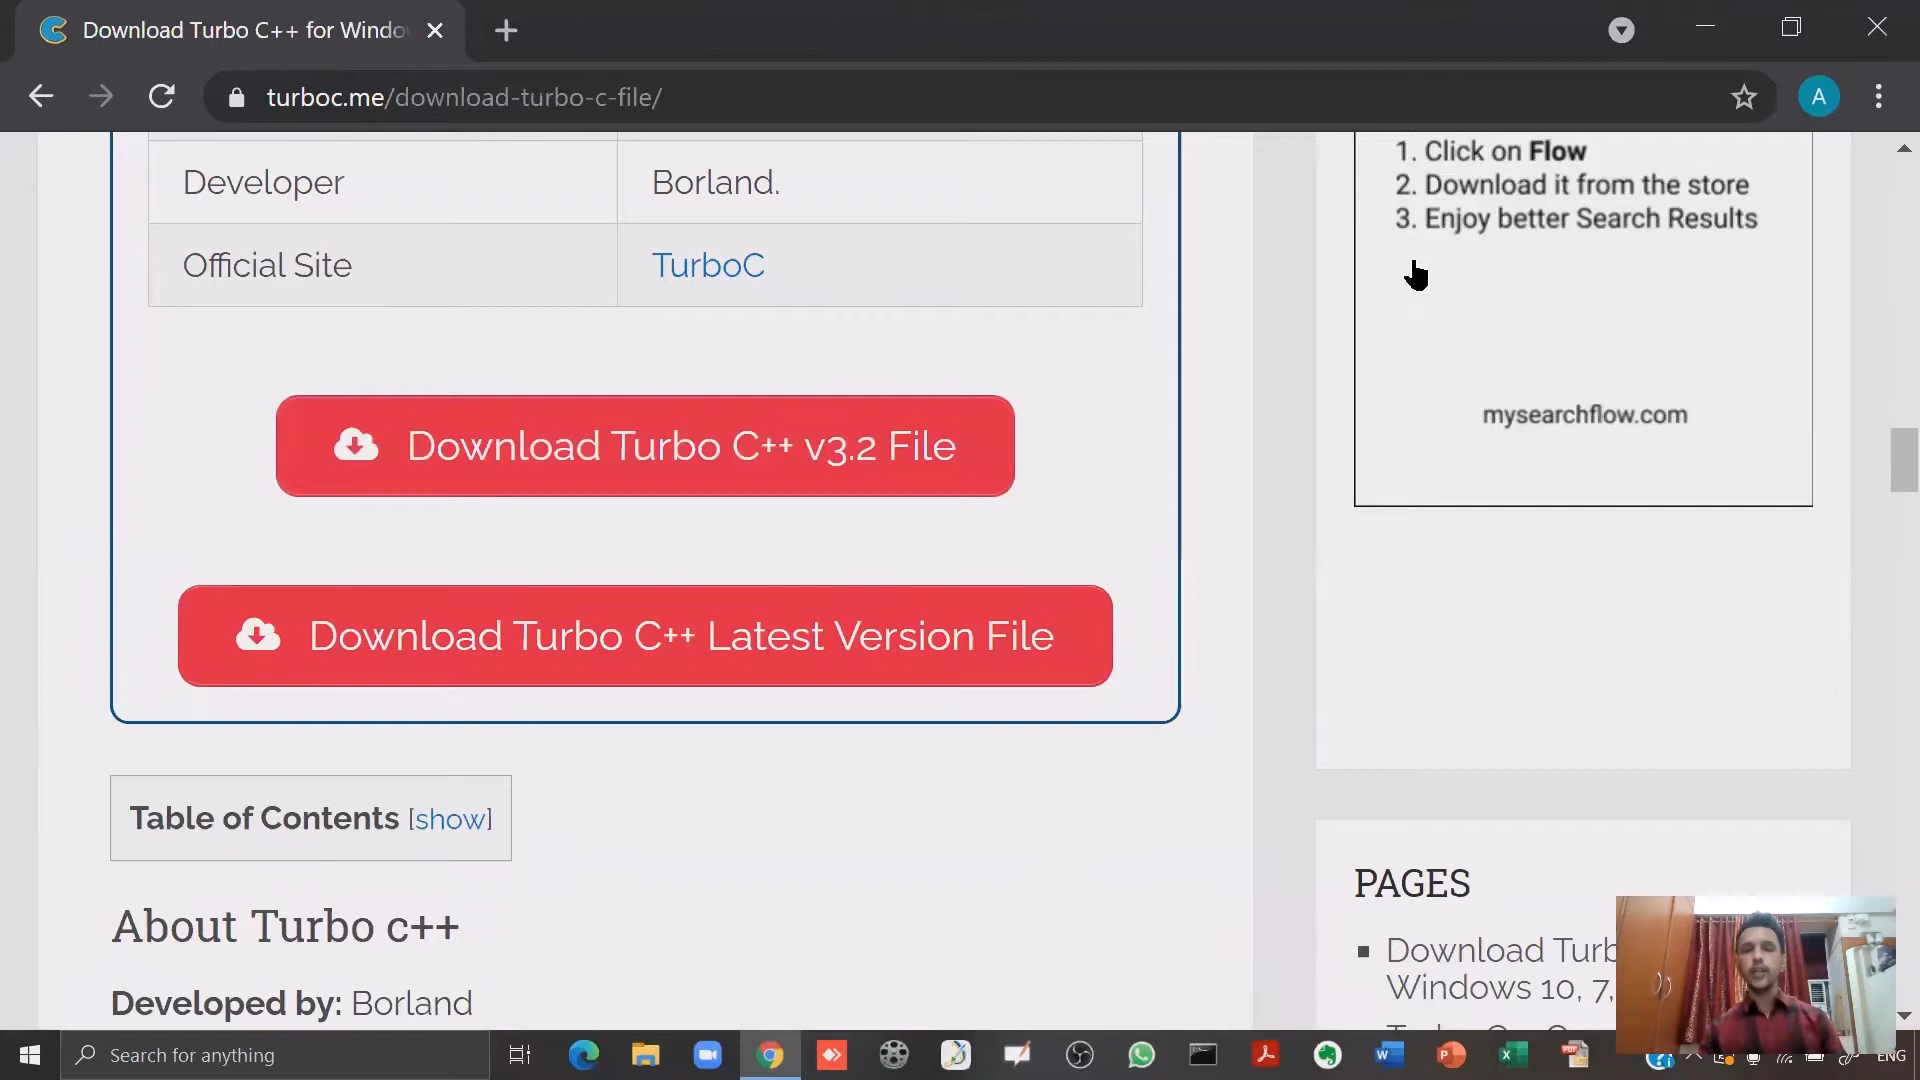 Download Turbo C++ for Windo
turboc.me/download-turbo-c-file/
A
Developer
Borland.
Official Site
TurboC
Download Turbo C++ v3.2 File
Download Turbo C++ Latest Version File
Table of Contents [show]
About Turbo c++
Developed by: Borland
1. Click on Flow
2. Download it from the store
3. Enjoy better Search Results
mysearchflow.com
PAGES
Download Turb
Windows 10, 7,
Search for anything
ENG